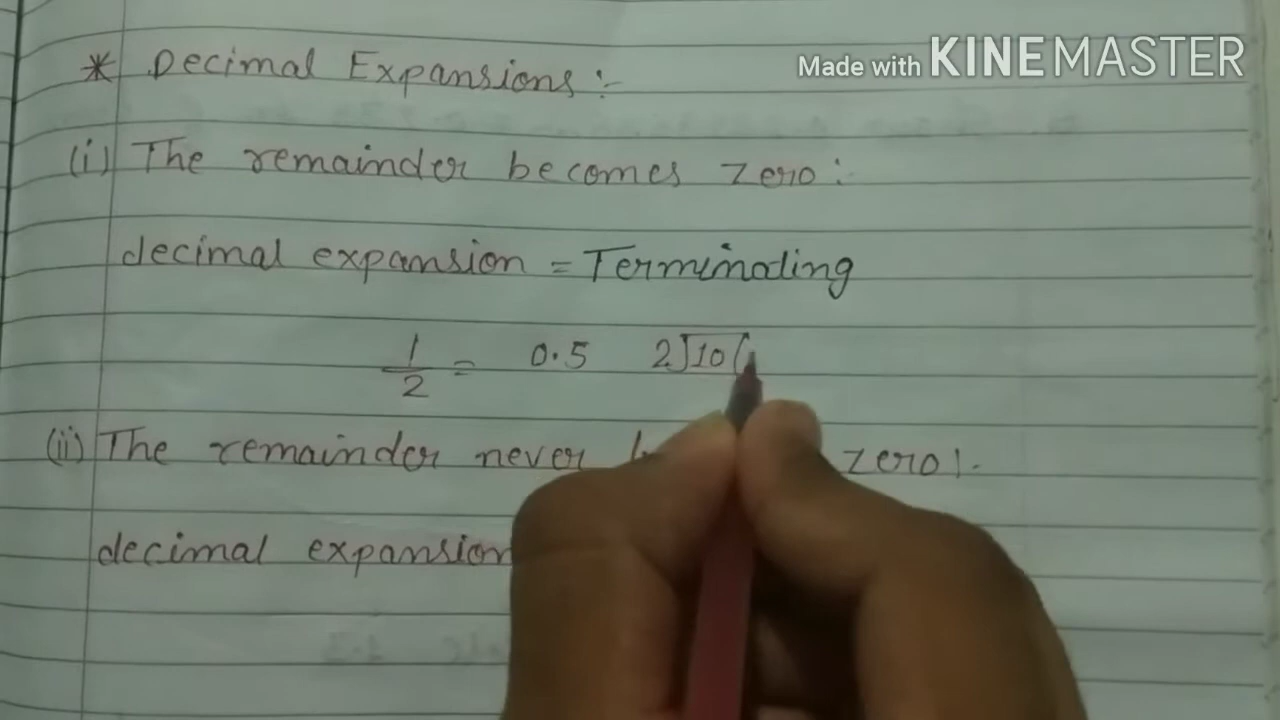 Made with KINEMASTER
* Decimal Expansions :-
(i) The remainder becomes zero :
decimal expansion = Terminating
1/2 = 0.5 2)10(
(ii) The remainder never zero :-
decimal expansion